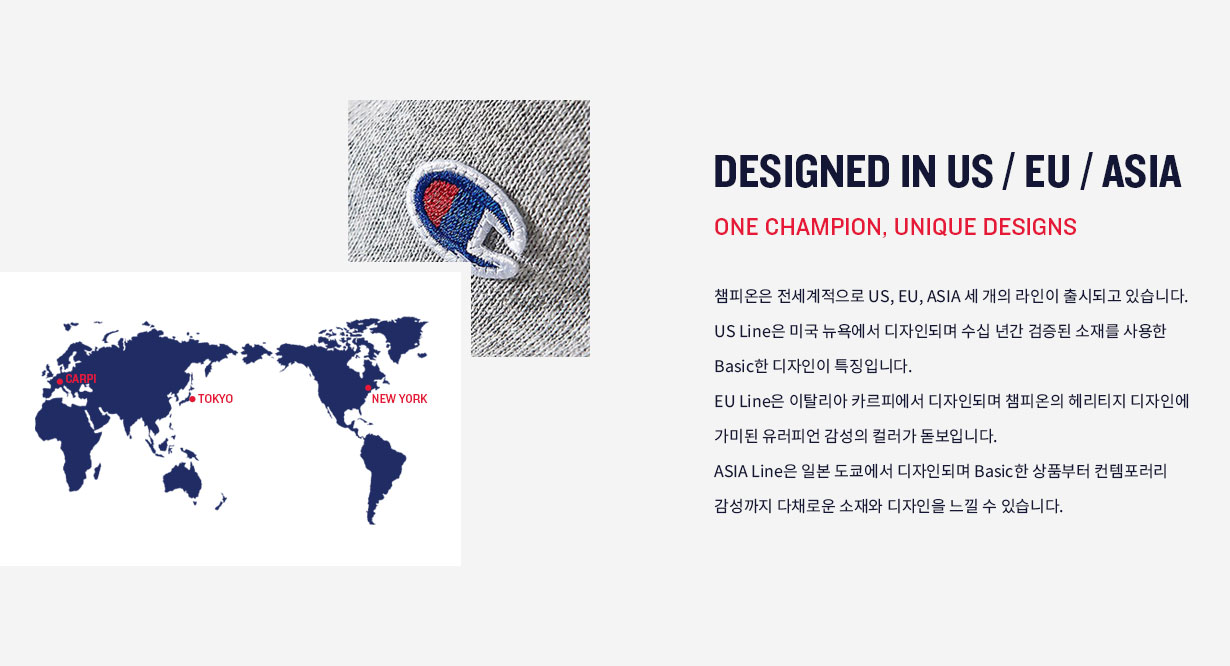 DESIGNED IN US / EU / ASIA
ONE CHAMPION, UNIQUE DESIGNS
챔피온은 전세계적으로 US, EU, ASIA 세 개의 라인이 출시되고 있습니다.
US Line은 미국 뉴욕에서 디자인되며 수십 년간 검증된 소재를 사용한
Basic한 디자인이 특징입니다.
EU Line은 이탈리아 카르피에서 디자인되며 챔피온의 헤리티지 디자인에
가미된 유러피언 감성의 컬러가 돋보입니다.
ASIA Line은 일본 도쿄에서 디자인되며 Basic한 상품부터 컨템포러리
감성까지 다채로운 소재와 디자인을 느낄 수 있습니다.
CARPI
TOKYO
NEW YORK